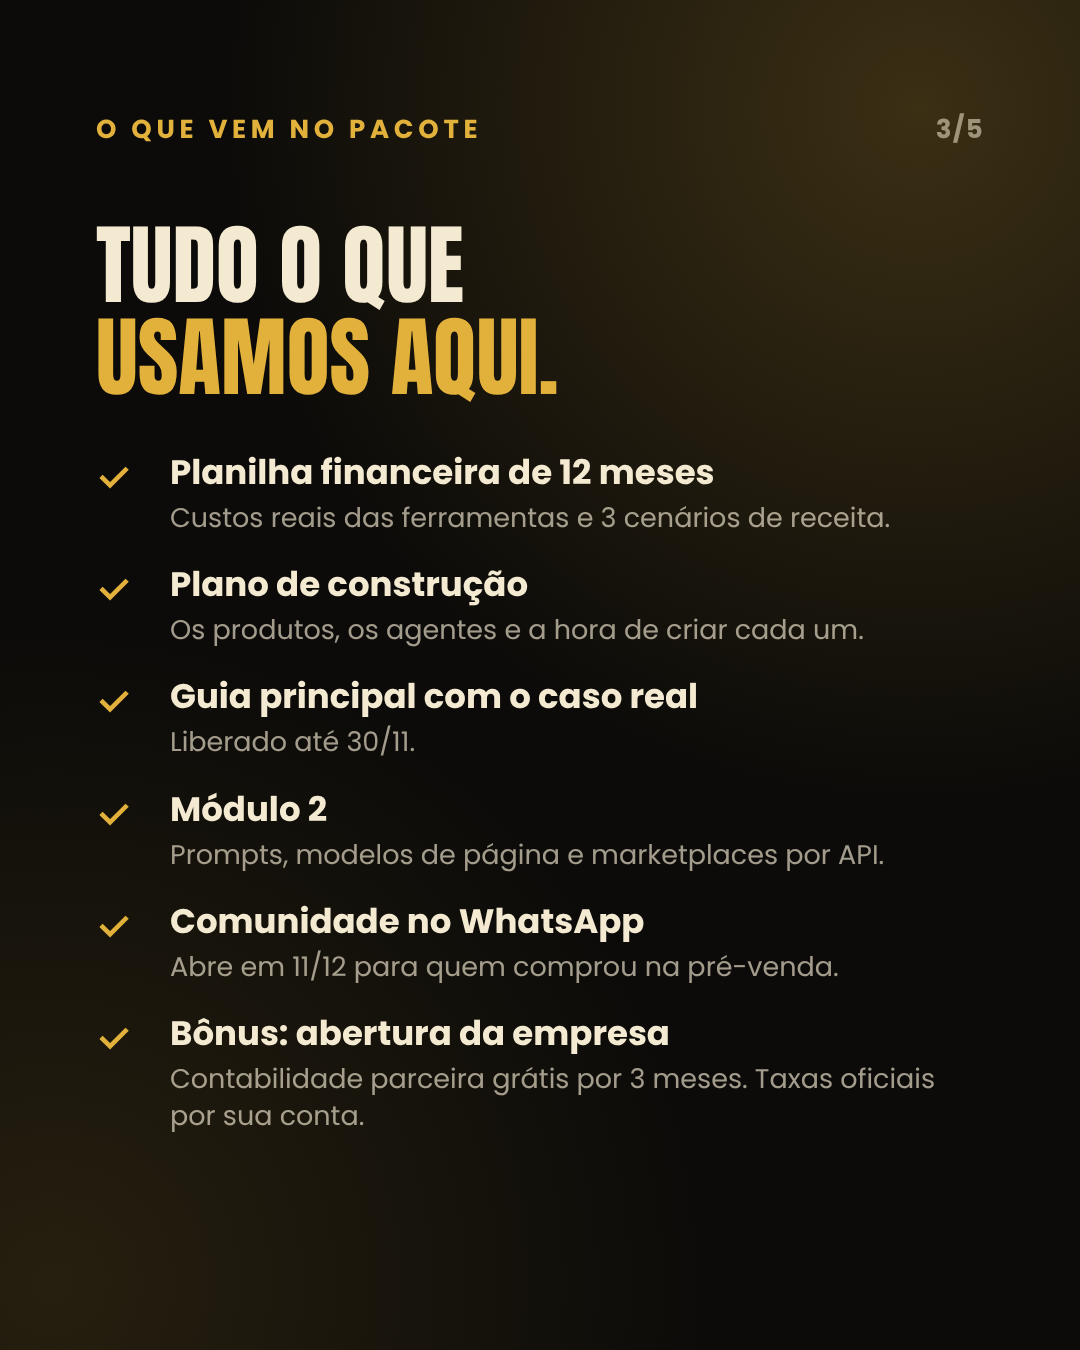 O QUE VEM NO PACOTE
3/5
TUDO O QUE
USAMOS AQUI.
Planilha financeira de 12 meses
Custos reais das ferramentas e 3 cenários de receita.
Plano de construção
Os produtos, os agentes e a hora de criar cada um.
Guia principal com o caso real
Liberado até 30/11.
Módulo 2
Prompts, modelos de página e marketplaces por API.
Comunidade no WhatsApp
Abre em 11/12 para quem comprou na pré-venda.
Bônus: abertura da empresa
Contabilidade parceira grátis por 3 meses. Taxas oficiais
por sua conta.